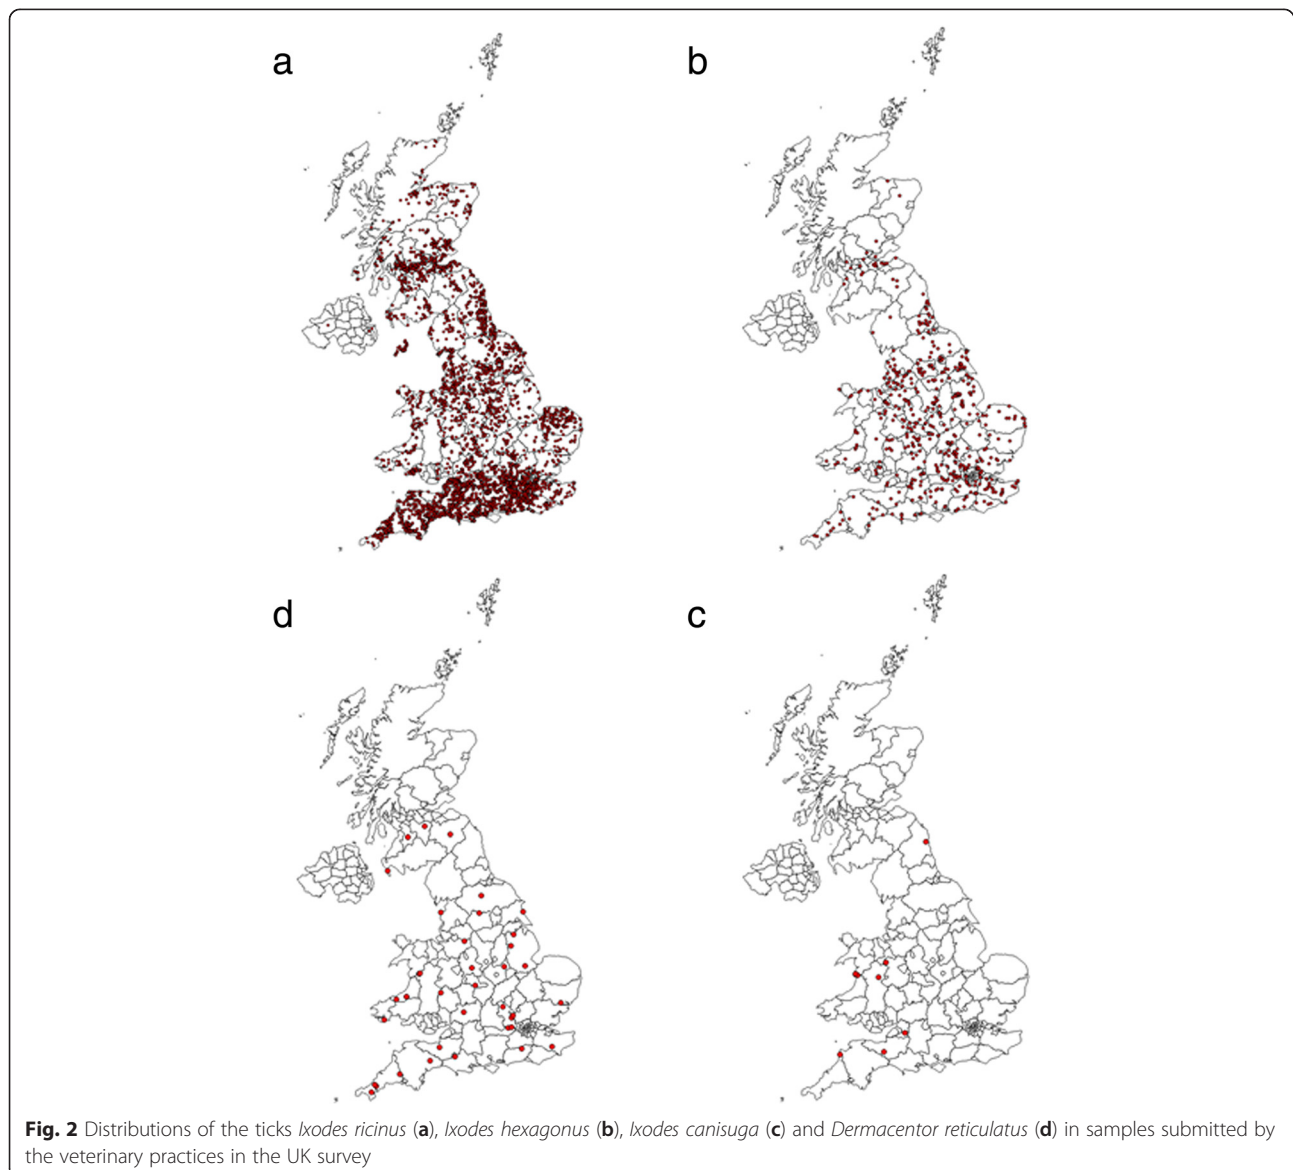 a
b
d
c
Fig. 2 Distributions of the ticks Ixodes ricinus (a), Ixodes hexagonus (b), Ixodes canisuga (c) and Dermacentor reticulatus (d) in samples submitted by
the veterinary practices in the UK survey